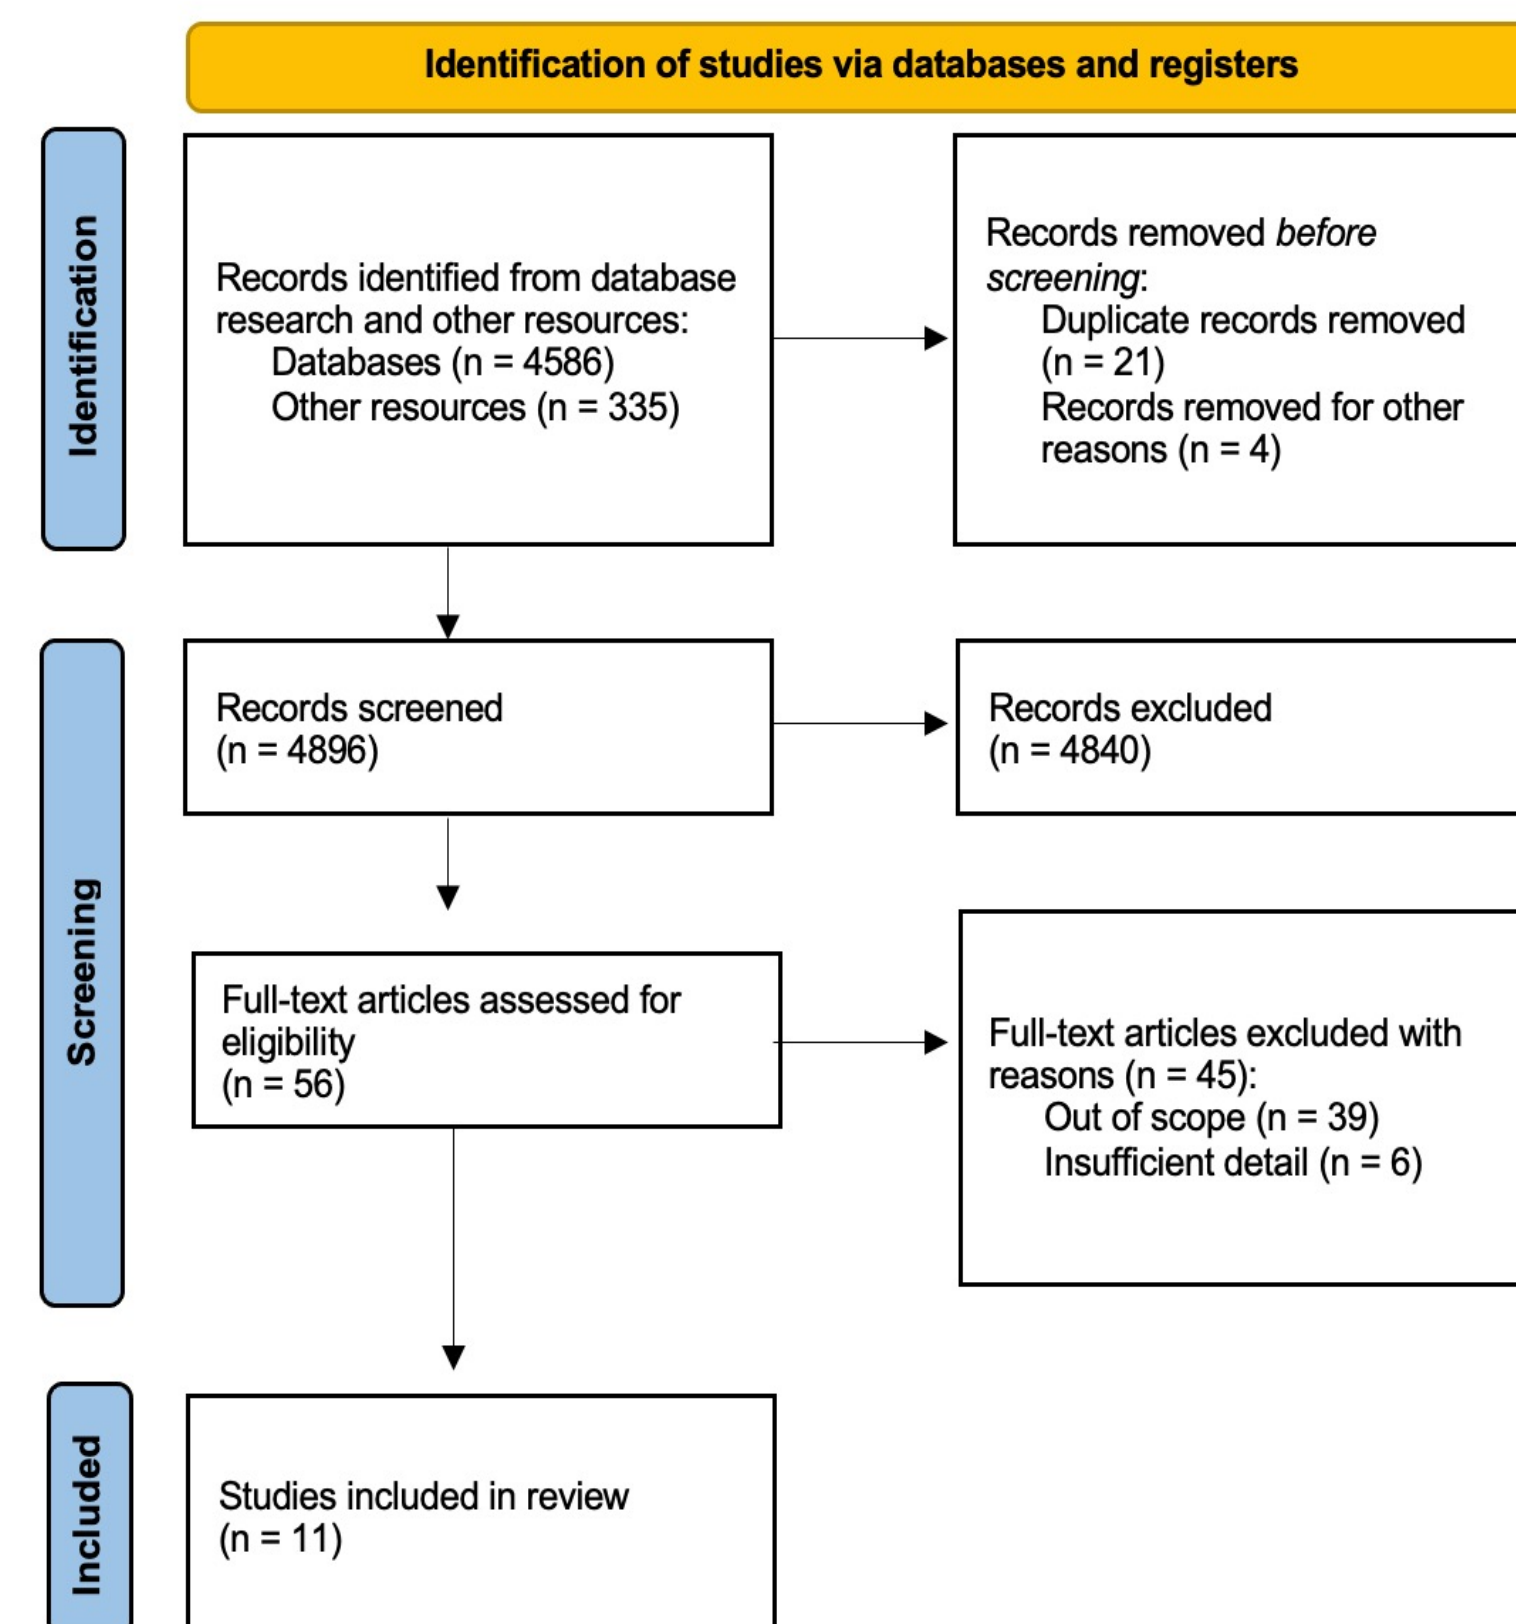 Identification of studies via databases and registers
Identification
Records identified from database
research and other resources:
Databases (n = 4586)
Other resources (n = 335)
Records removed before
screening:
Duplicate records removed
(n = 21)
Records removed for other
reasons (n = 4)
Screening
Records screened
(n = 4896)
Records excluded
(n = 4840)
Full-text articles assessed for
eligibility
(n = 56)
Full-text articles excluded with
reasons (n = 45):
Out of scope (n = 39)
Insufficient detail (n = 6)
Included
Studies included in review
(n = 11)